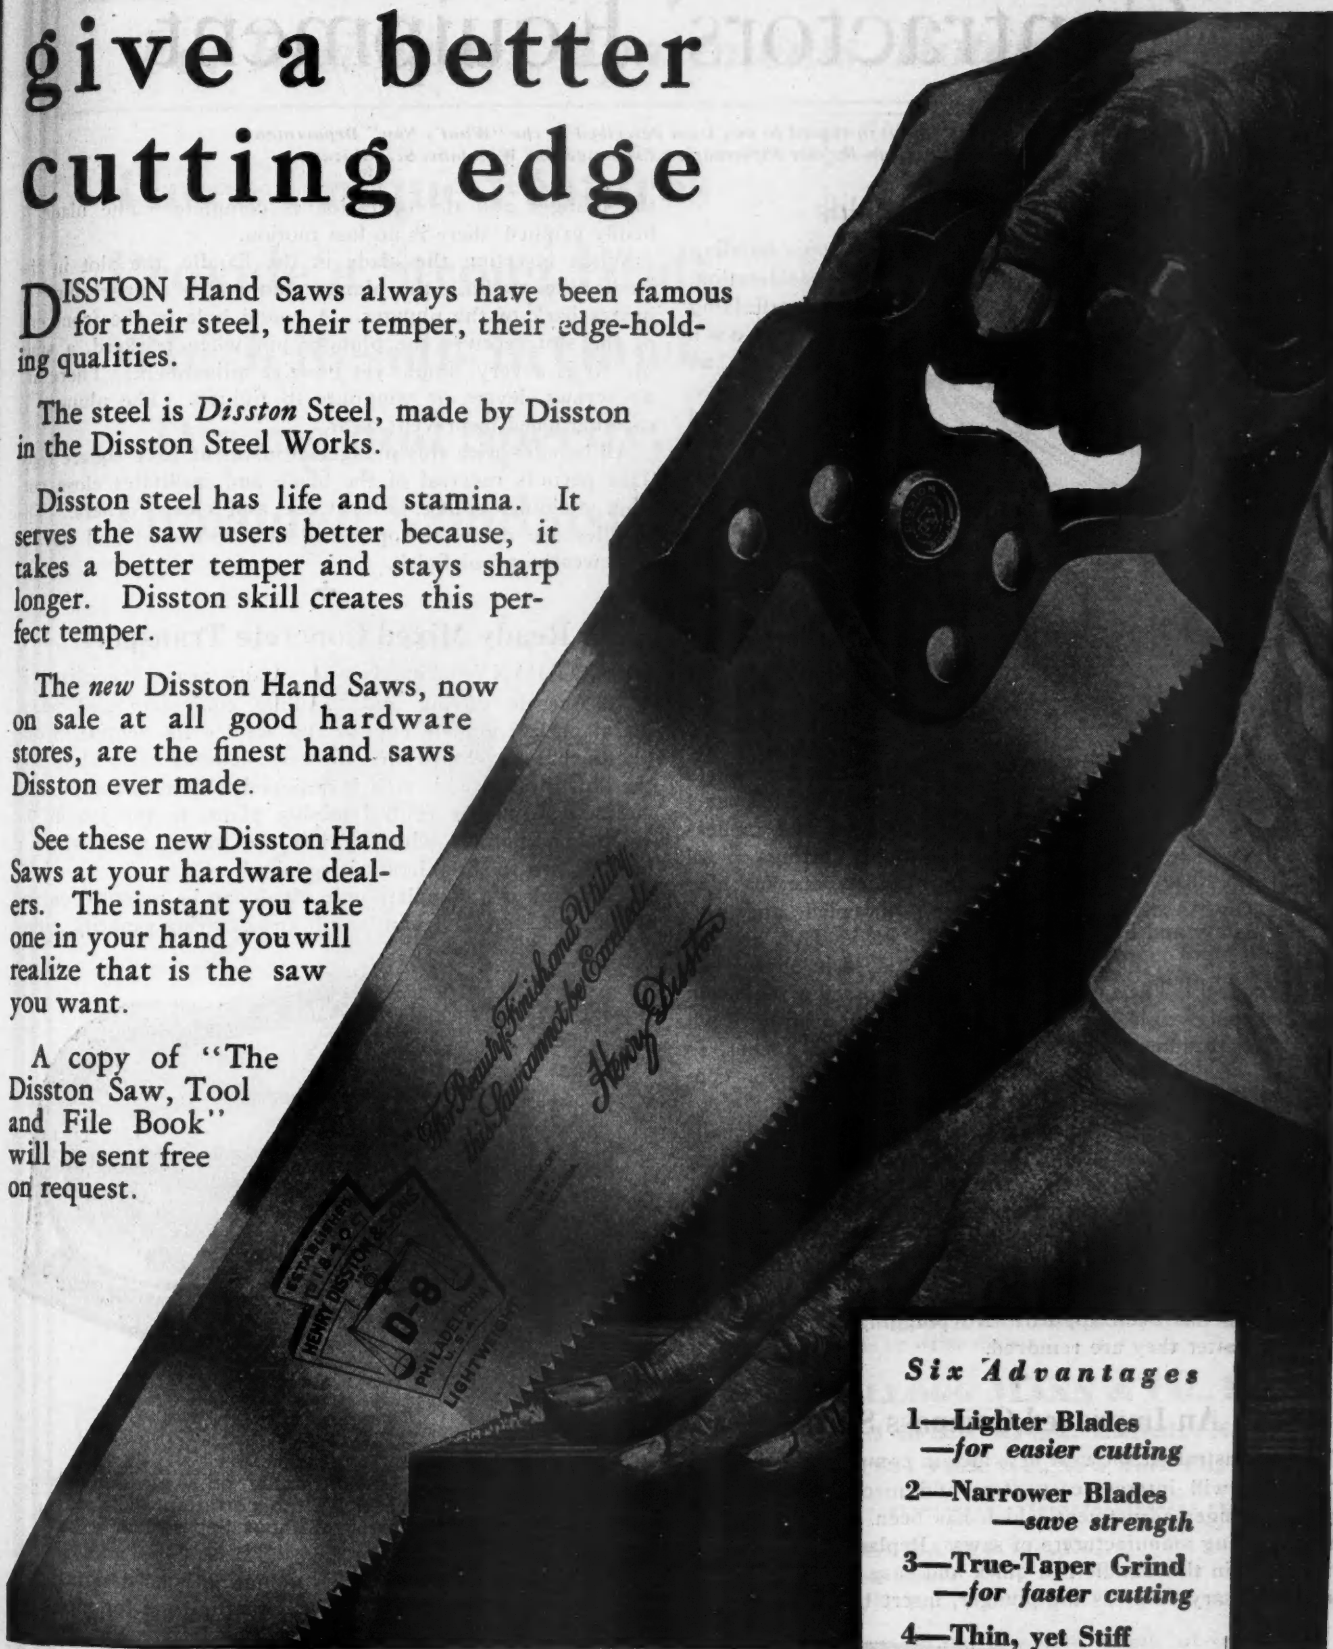 give a better
cutting edge
DISSTON Hand Saws always have been famous
for their steel, their temper, their edge-hold-
ing qualities.
The steel is Disston Steel, made by Disston
in the Disston Steel Works.
Disston steel has life and stamina. It
serves the saw users better because, it
takes a better temper and stays sharp
longer. Disston skill creates this per-
fect temper.
The new Disston Hand Saws, now
on sale at all good hardware
stores, are the finest hand saws
Disston ever made.
See these new Disston Hand
Saws at your hardware deal-
ers. The instant you take
one in your hand you will
realize that is the saw
you want.
A copy of “The
Disston Saw, Tool
and File Book”
will be sent free
on request.
For Beauty, Finish and Utility
this Saw cannot be Excelled
Henry Disston
ESTABLISHED
1840
HENRY DISSTON & SONS
D-8
PHILADELPHIA
U.S.A.
LIGHTWEIGHT
Six Advantages
1—Lighter Blades
—for easier cutting
2—Narrower Blades
—save strength
3—True-Taper Grind
—for faster cutting
4—Thin, yet Stiff